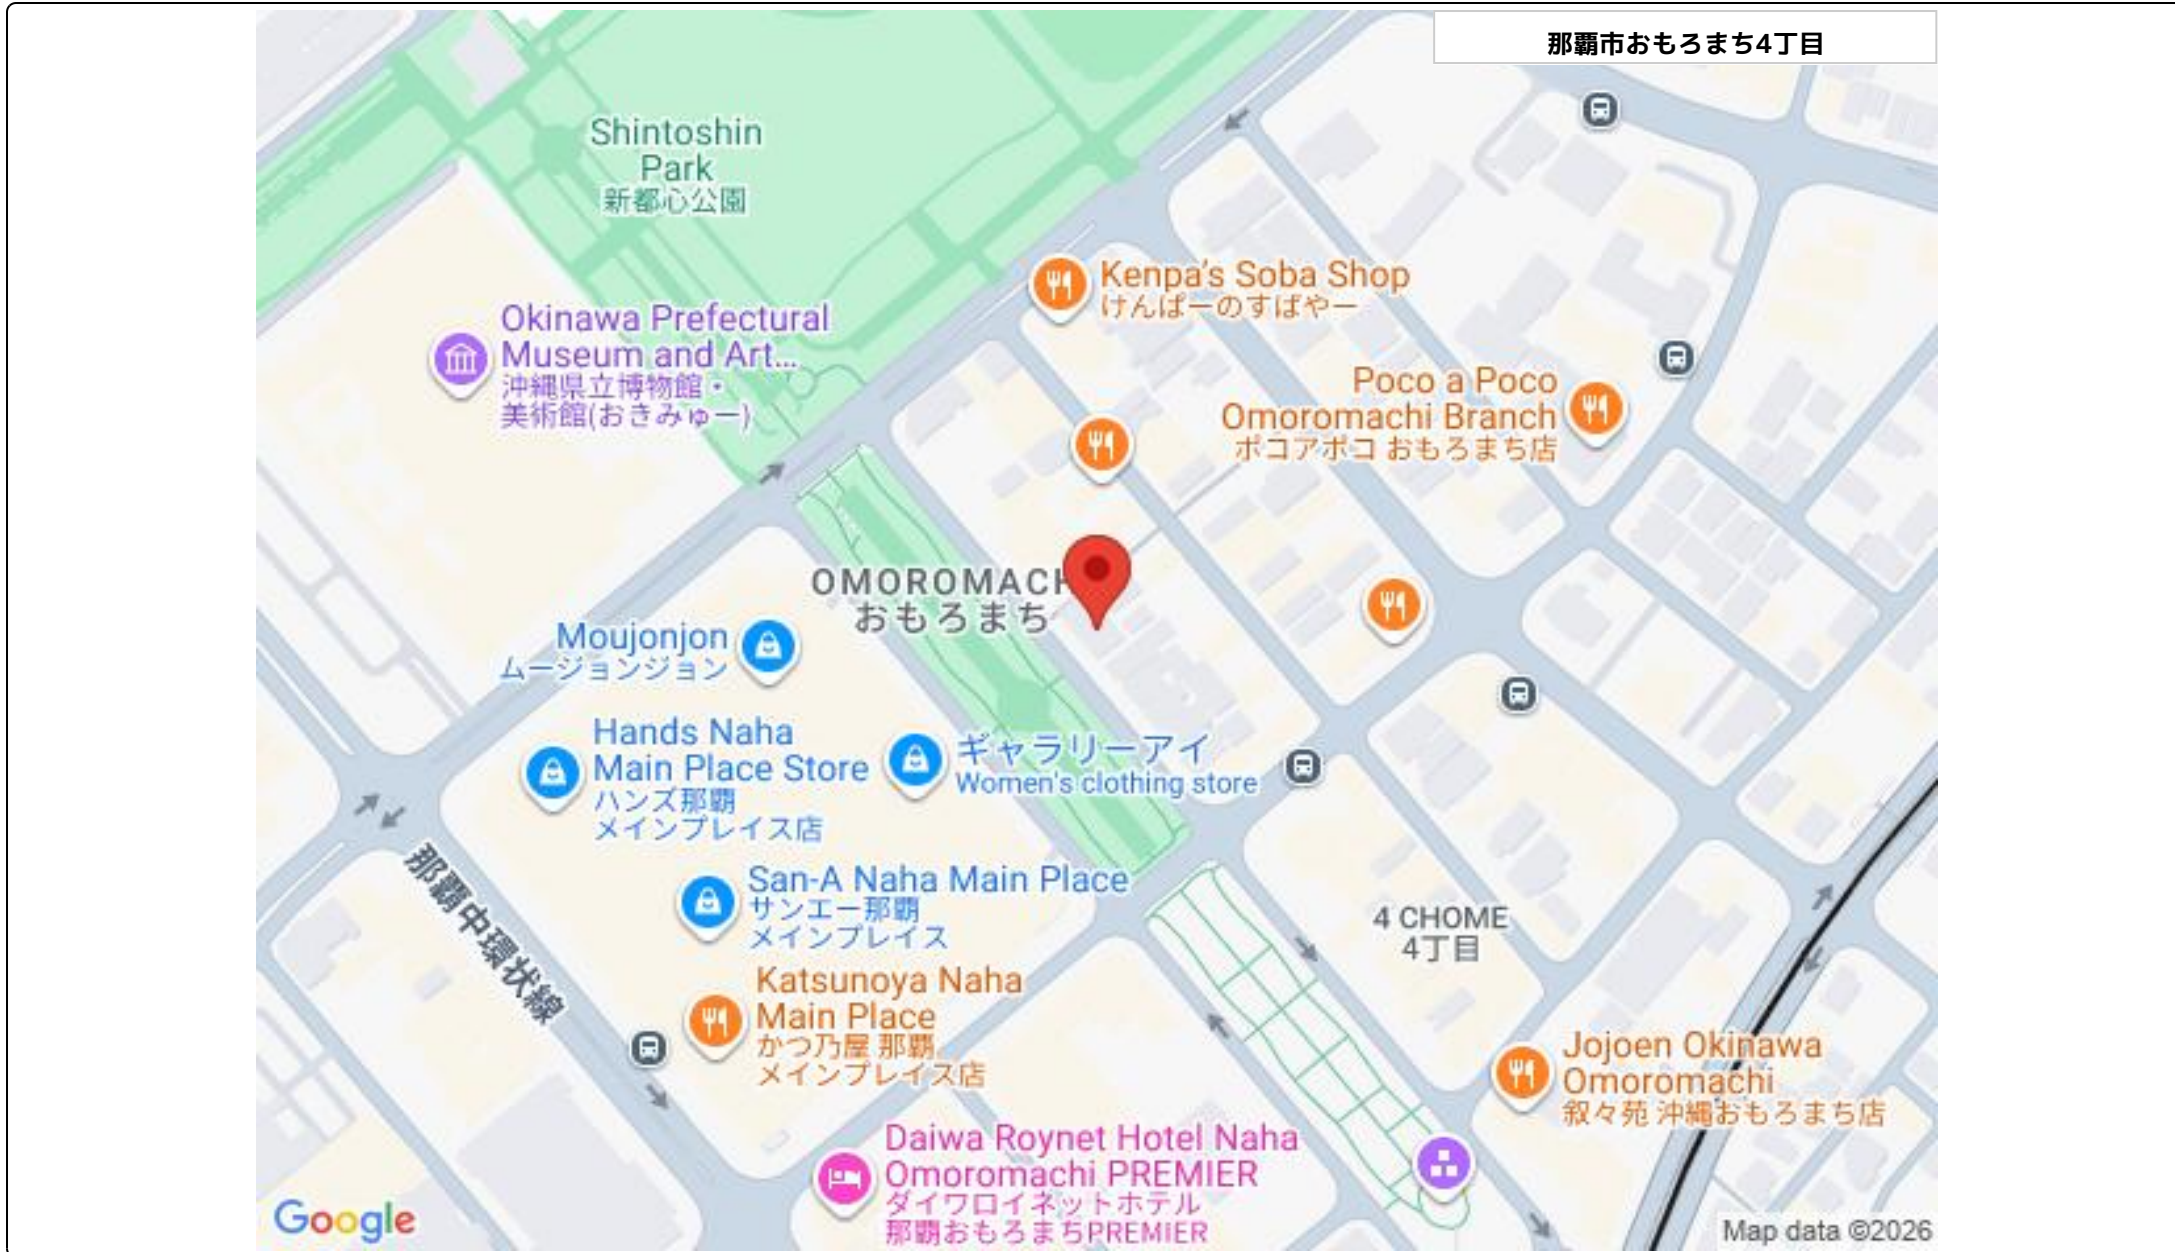 那覇市おもろまち4丁目
Shintoshin
Park
新都心公園
Kenpa's Soba Shop
けんぱーのすばやー
Okinawa Prefectural
Museum and Art...
沖縄県立博物館・
美術館(おきみゅー)
Poco a Poco
Omoromachi Branch
ポコアポコ おもろまち店
OMOROMACH
おもろまち
Moujonjon
ムージョンジョン
Hands Naha
Main Place Store
ハンズ那覇
メインプレイス店
ギャラリーアイ
Women's clothing store
San-A Naha Main Place
サンエー那覇
メインプレイス
那覇中環状線
4 CHOME
4丁目
Katsunoya Naha
Main Place
かつ乃屋 那覇
メインプレイス店
Jojoen Okinawa
Omoromachi
叙々苑 沖縄おもろまち店
Daiwa Roynet Hotel Naha
Omoromachi PREMIER
ダイワロイネットホテル
那覇おもろまちPREMIER
Google
Map data ©2026